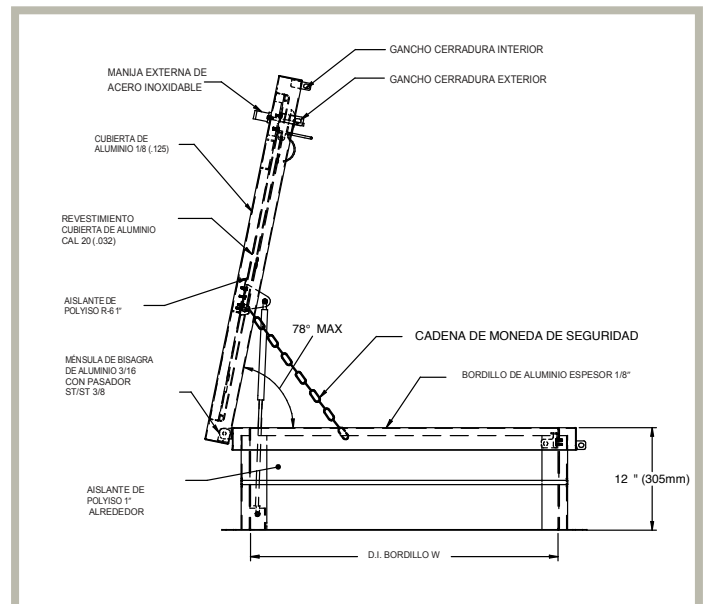 GANCHO CERRADURA INTERIOR
MANIJA EXTERNA DE
ACERO INOXIDABLE
GANCHO CERRADURA EXTERIOR
CUBIERTA DE
ALUMINIO 1/8 (.125)
REVESTIMIENTO
CUBIERTA DE ALUMINIO
CAL 20 (.032)
AISLANTE DE
POLYISO R-6 1"
78° MAX
CADENA DE MONEDA DE SEGURIDAD
MÉNSULA DE BISAGRA
DE ALUMINIO 3/16
CON PASADOR
ST/ST 3/8
BORDILLO DE ALUMINIO ESPESOR 1/8"
12 " (305mm)
AISLANTE DE
POLYISO 1"
ALREDEDOR
D.I. BORDILLO W